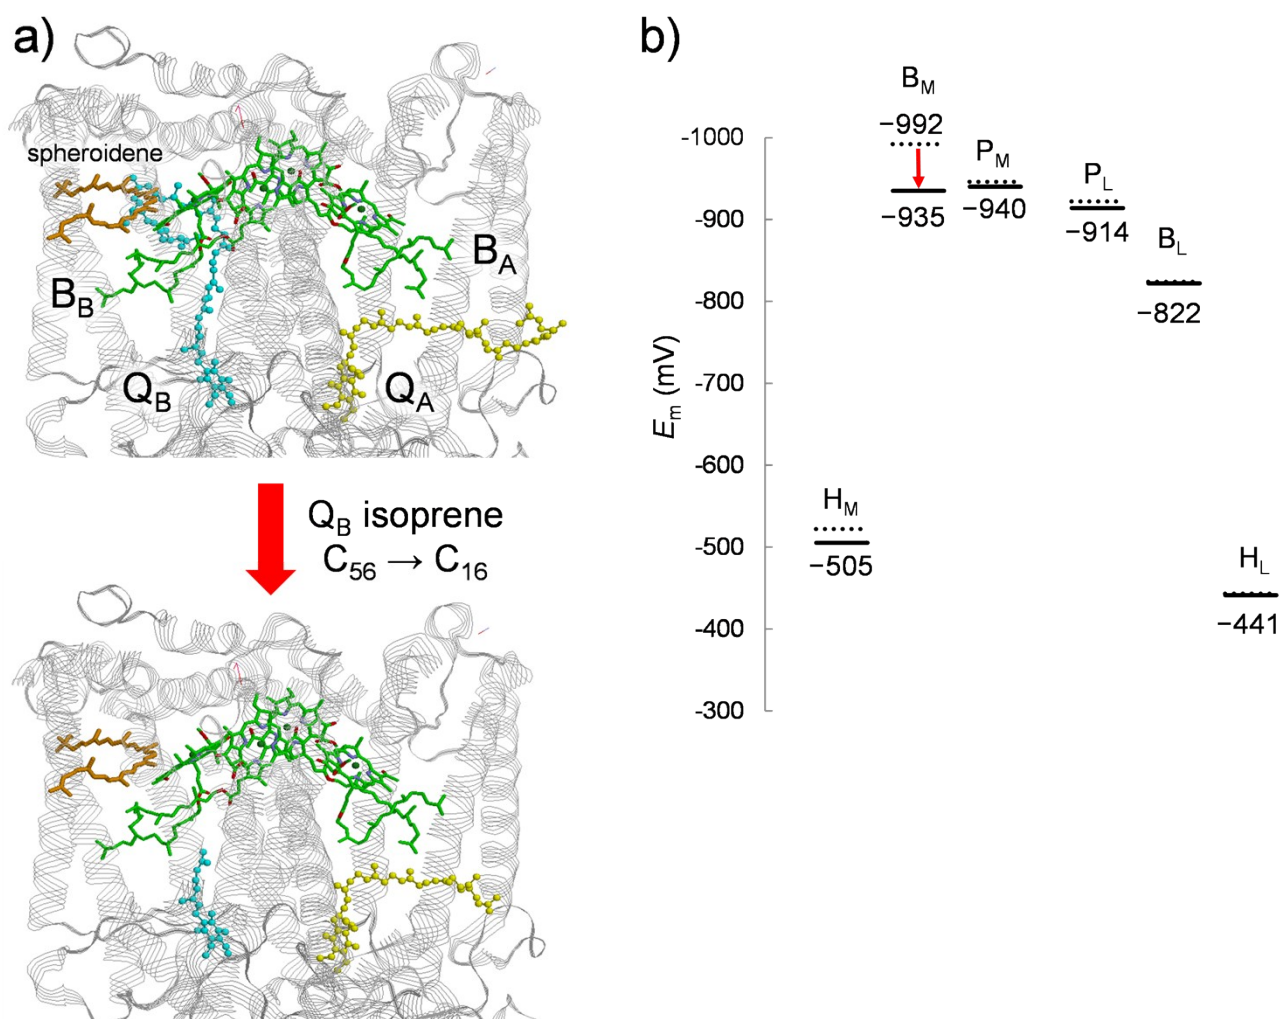 a)
spheroidene
B_B
B_A
Q_B
Q_A
Q_B isoprene
C_56 → C_16
b)
E_m (mV)
-1000
-900
-800
-700
-600
-500
-400
-300
B_M
−992
−935
P_M
−940
P_L
−914
B_L
−822
H_M
−505
H_L
−441